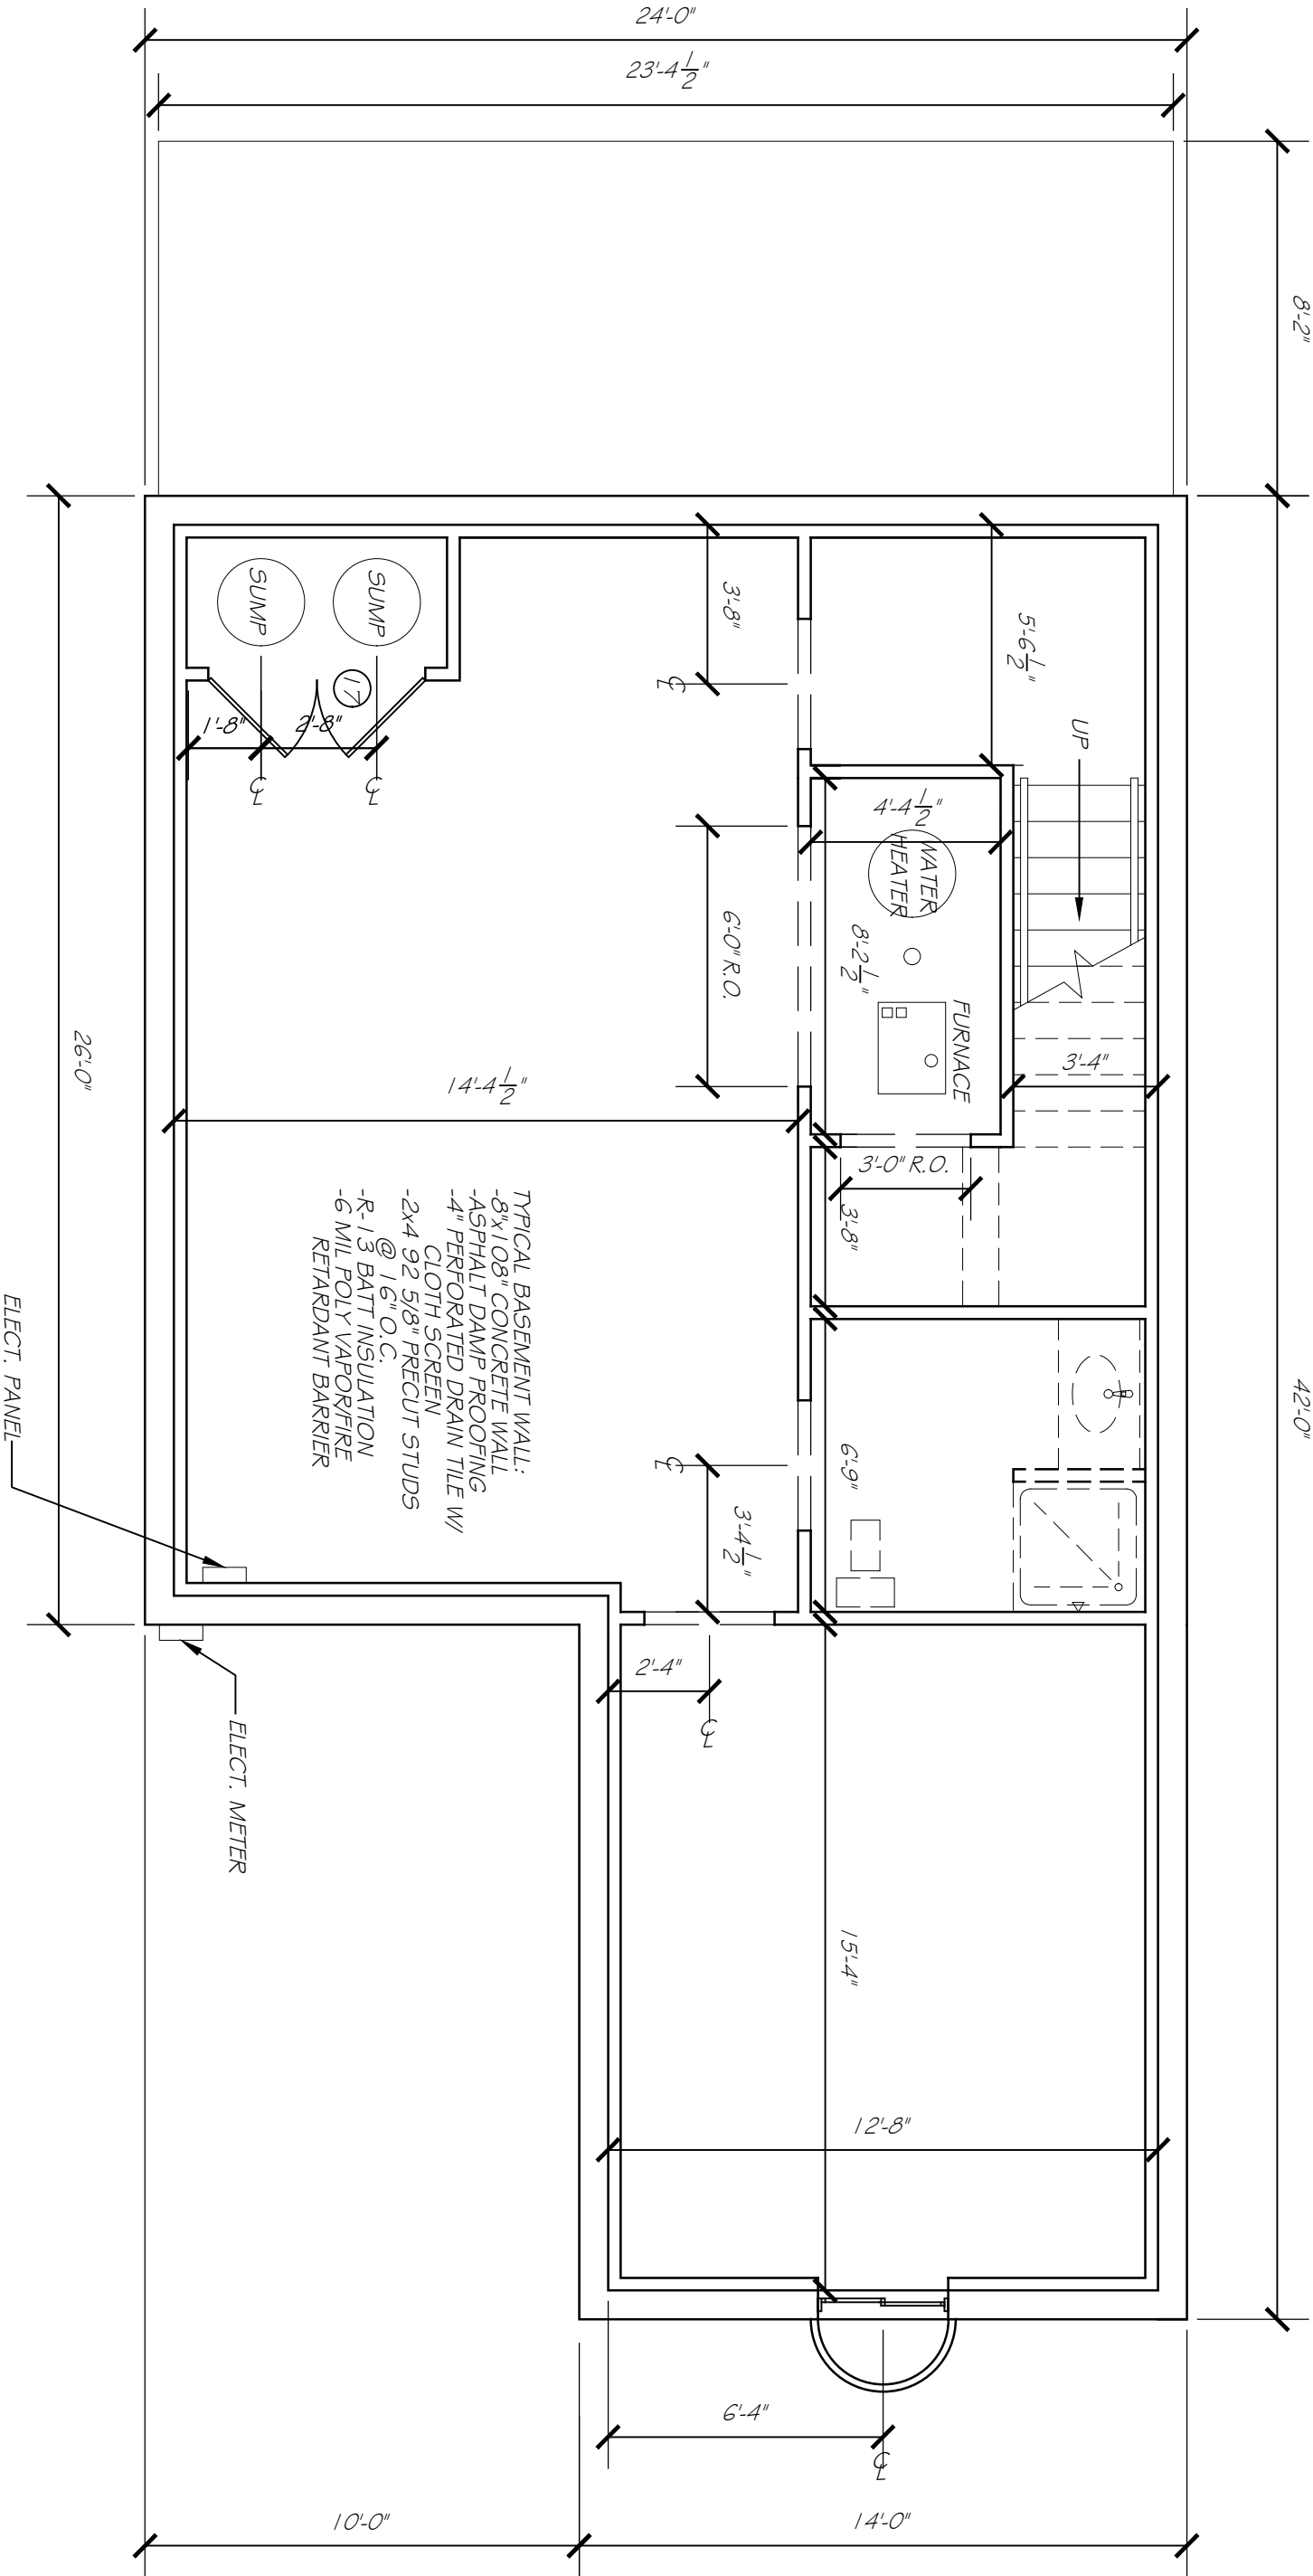 24'-0"
23'-4 1/2"
8'-2"
SUMP
SUMP
17
1'-8"
2'-8"
C L
C L
3'-8"
C L
5'-6 1/2"
UP
4'-4 1/2"
WATER
HEATER
8'-2 1/2"
FURNACE
6'-0" R.O.
3'-4"
26'-0"
14'-4 1/2"
3'-0" R.O.
3'-8"
42'-0"
TYPICAL BASEMENT WALL:
-8"x108" CONCRETE WALL
-ASPHALT DAMP PROOFING
-4" PERFORATED DRAIN TILE W/
CLOTH SCREEN
-2x4 92 5/8" PRECUT STUDS
@ 16" O.C.
-R-13 BATT INSULATION
-6 MIL POLY VAPOR/FIRE
RETARDANT BARRIER
ELECT. PANEL
6'-9"
C L
3'-4 1/2"
2'-4"
C L
ELECT. METER
15'-4"
12'-8"
6'-4"
C L
10'-0"
14'-0"